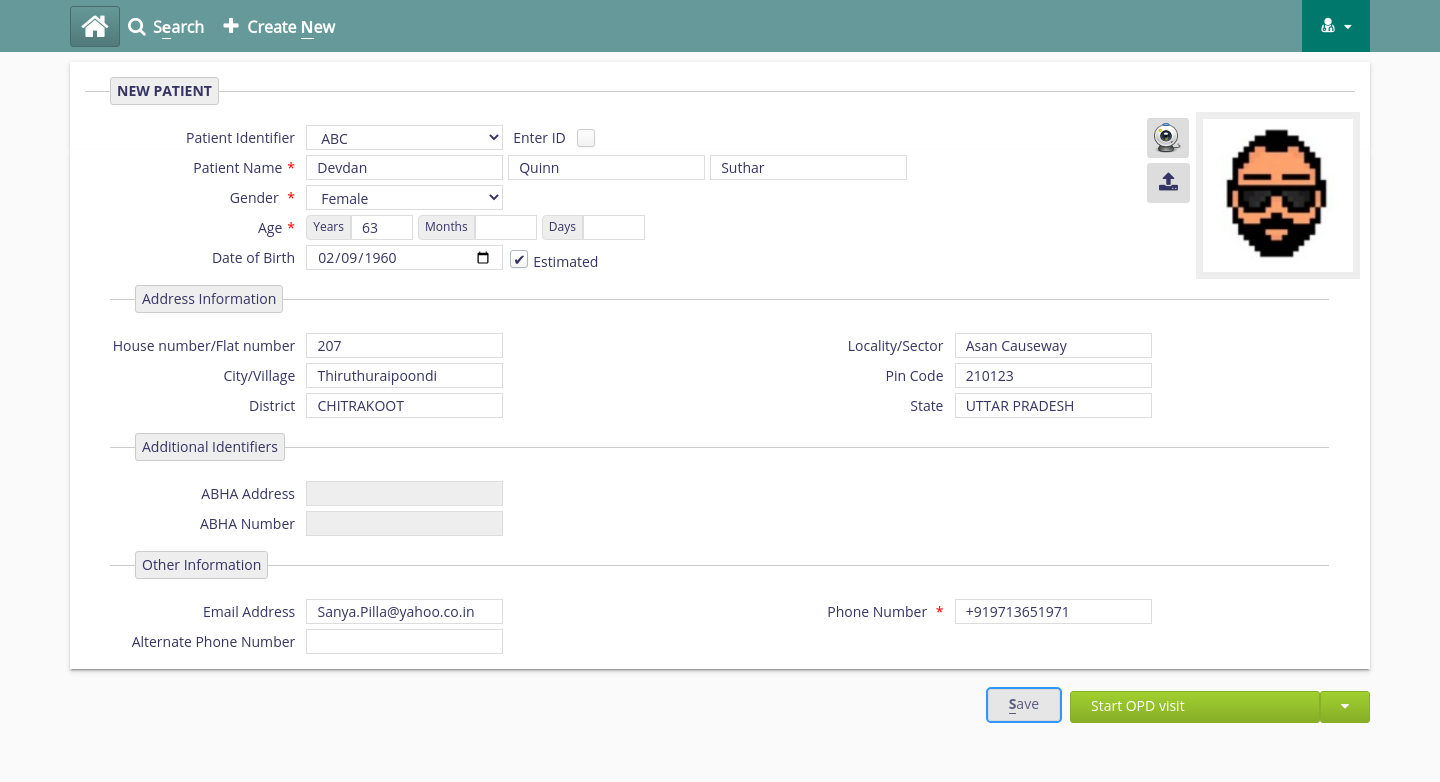 Search Create New
NEW PATIENT
Patient Identifier ABC Enter ID
Patient Name * Devdan Quinn Suthar
Gender * Female
Age * Years 63 Months Days
Date of Birth 02/09/1960 Estimated
Address Information
House number/Flat number 207 Locality/Sector Asan Causeway
City/Village Thiruthuraipoondi Pin Code 210123
District CHITRAKOOT State UTTAR PRADESH
Additional Identifiers
ABHA Address
ABHA Number
Other Information
Email Address Sanya.Pilla@yahoo.co.in Phone Number * +919713651971
Alternate Phone Number
Save Start OPD visit